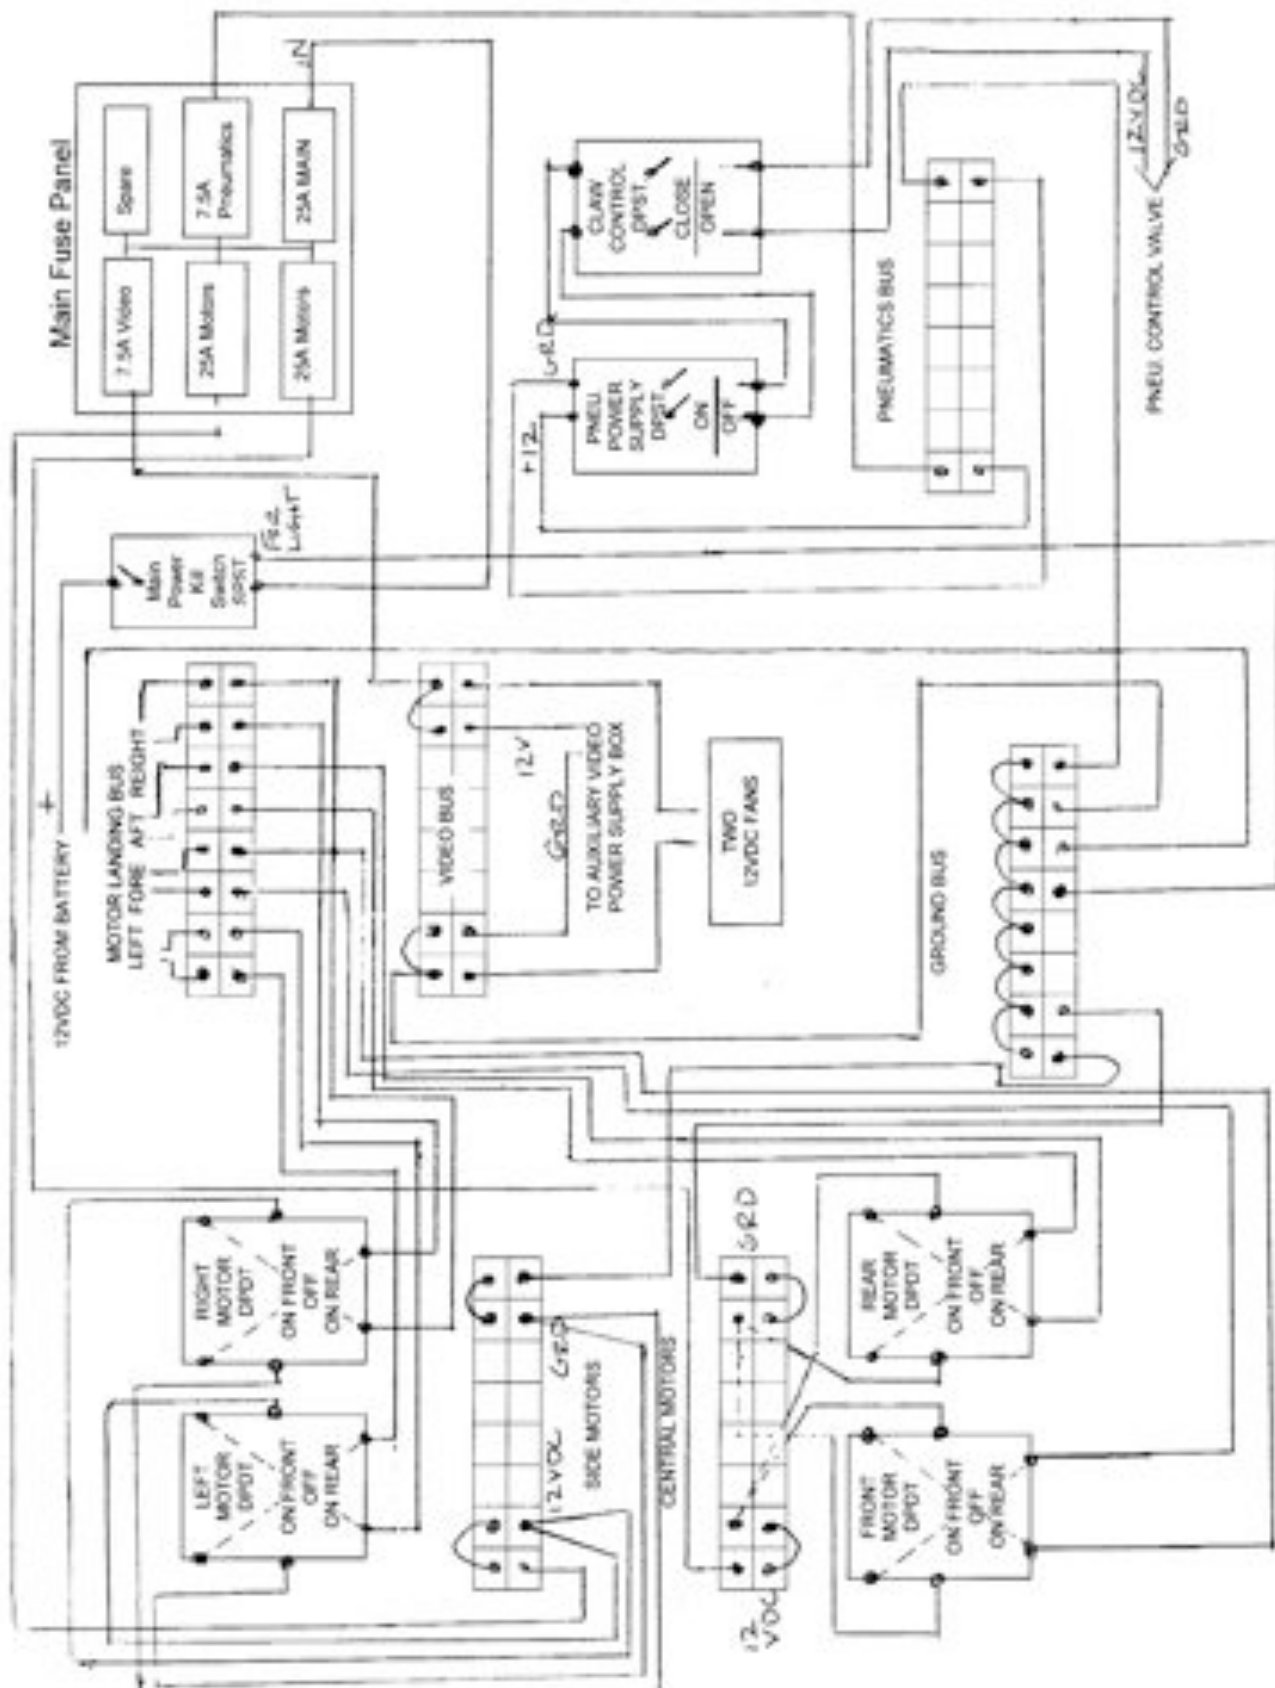 Main Fuse Panel
7.5A Video
Spare
25A Motors
7.5A
Pneumatics
25A Motors
25A MAIN
IN
12VDC FROM BATTERY
+
Main
Power
Kill
Switch
SPST
LIGHT
MOTOR LANDING BUS
LEFT FORE AFT REIGHT
RIGHT
MOTOR
DPDT
ON FRONT
OFF
ON REAR
LEFT
MOTOR
DPDT
ON FRONT
OFF
ON REAR
VIDEO BUS
12V
GRD
TO AUXILIARY VIDEO
POWER SUPPLY BOX
TWO
12VDC FANS
+12
GRD
PNEU.
POWER
SUPPLY
DPST
ON
OFF
CLAW
CONTROL
DPST
CLOSE
OPEN
PNEUMATICS BUS
PNEU. CONTROL VALVE
12VDC
GRD
GROUND BUS
12VDC
GRD
SIDE MOTORS
CENTRAL MOTORS
12
VDC
GRD
FRONT
MOTOR
DPDT
ON FRONT
OFF
ON REAR
REAR
MOTOR
DPDT
ON FRONT
OFF
ON REAR